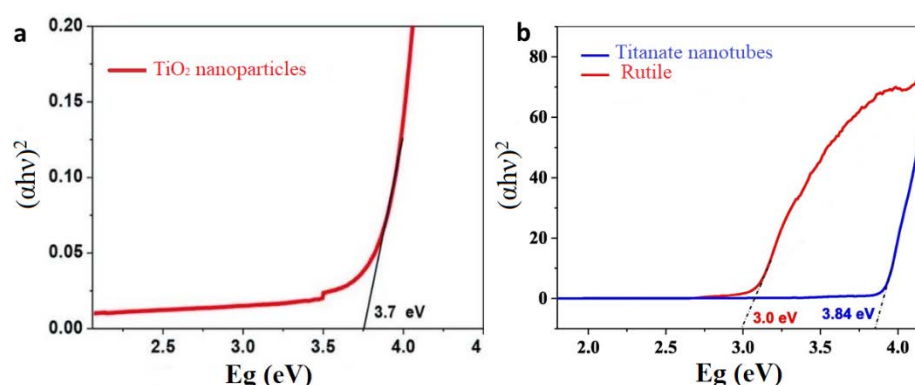 a
TiO₂ nanoparticles
(αhν)²
0.20
0.15
0.10
0.05
0.00
3.7 eV
2.5 3.0 3.5 4.0 4
Eg (eV)
b
Titanate nanotubes
Rutile
(αhν)²
80
60
40
20
0
3.0 eV
3.84 eV
2.0 2.5 3.0 3.5 4.0
Eg (eV)